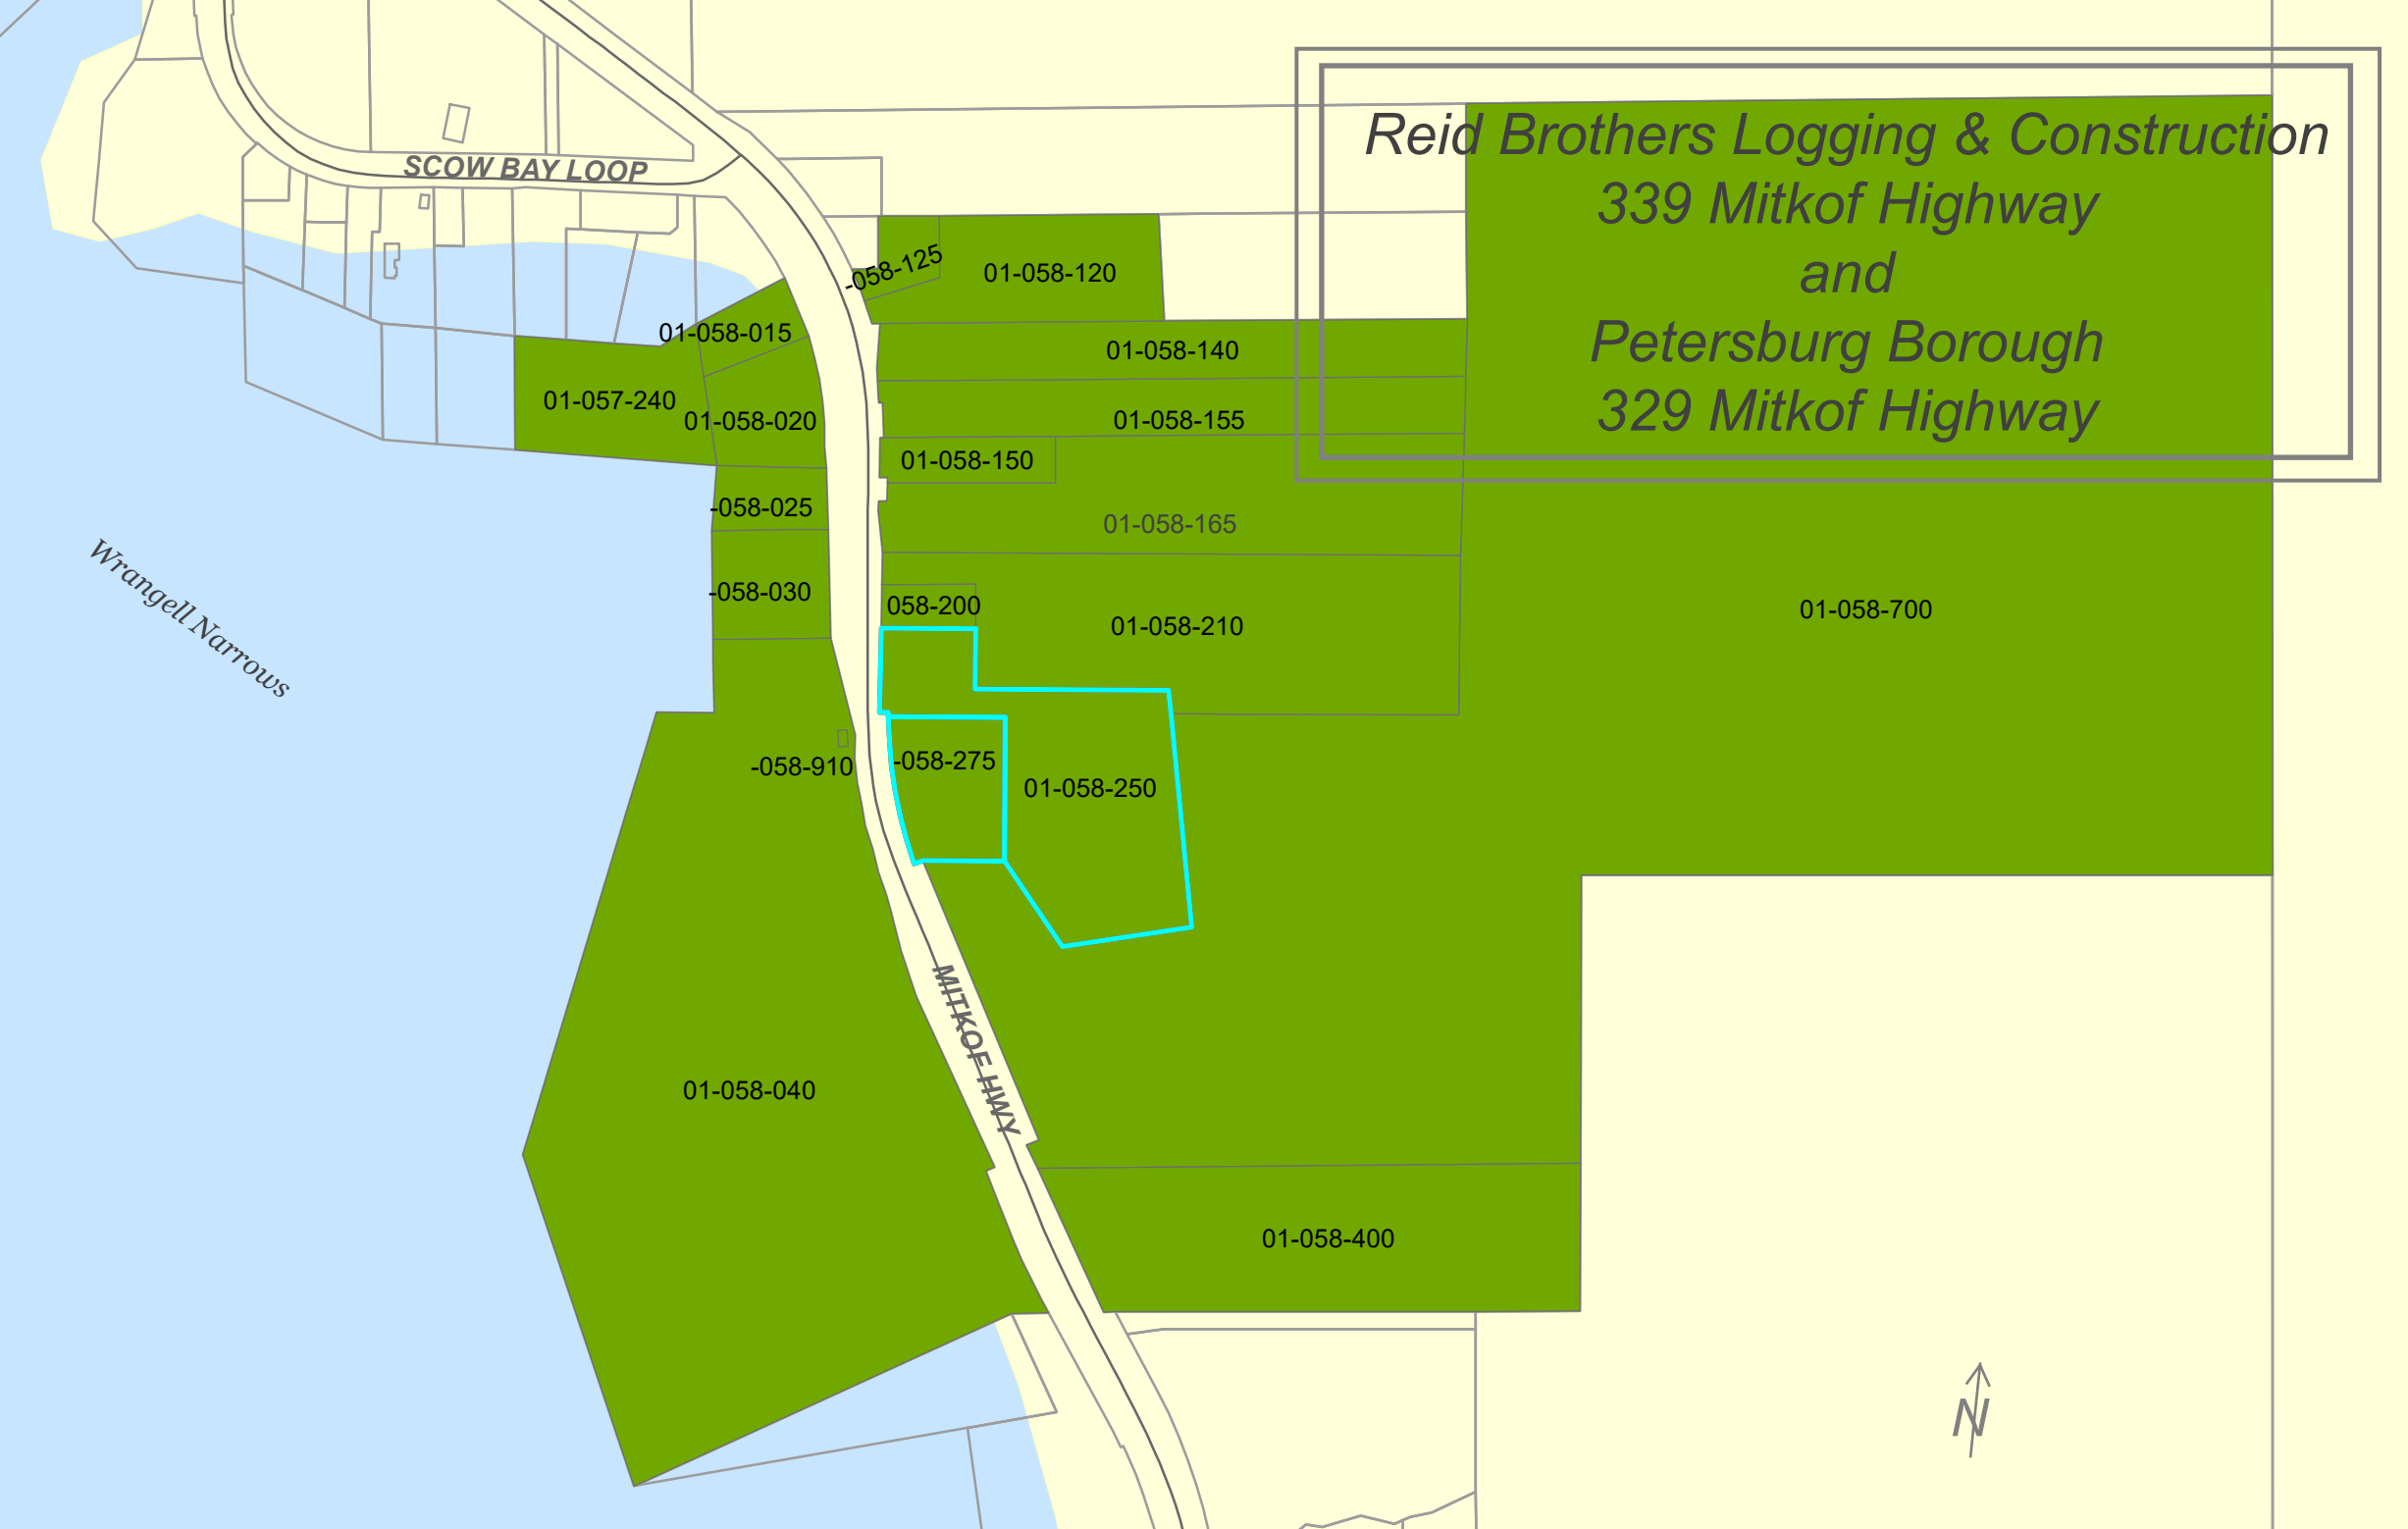 Reid Brothers Logging & Construction
339 Mitkof Highway
and
Petersburg Borough
329 Mitkof Highway
SCOW BAY LOOP
-058-125
01-058-120
01-058-015
01-058-140
01-057-240
01-058-020
01-058-155
01-058-150
-058-025
01-058-165
-058-030
058-200
01-058-210
01-058-700
Wrangell Narrows
-058-910
-058-275
01-058-250
MITKOF HWY
01-058-040
01-058-400
N